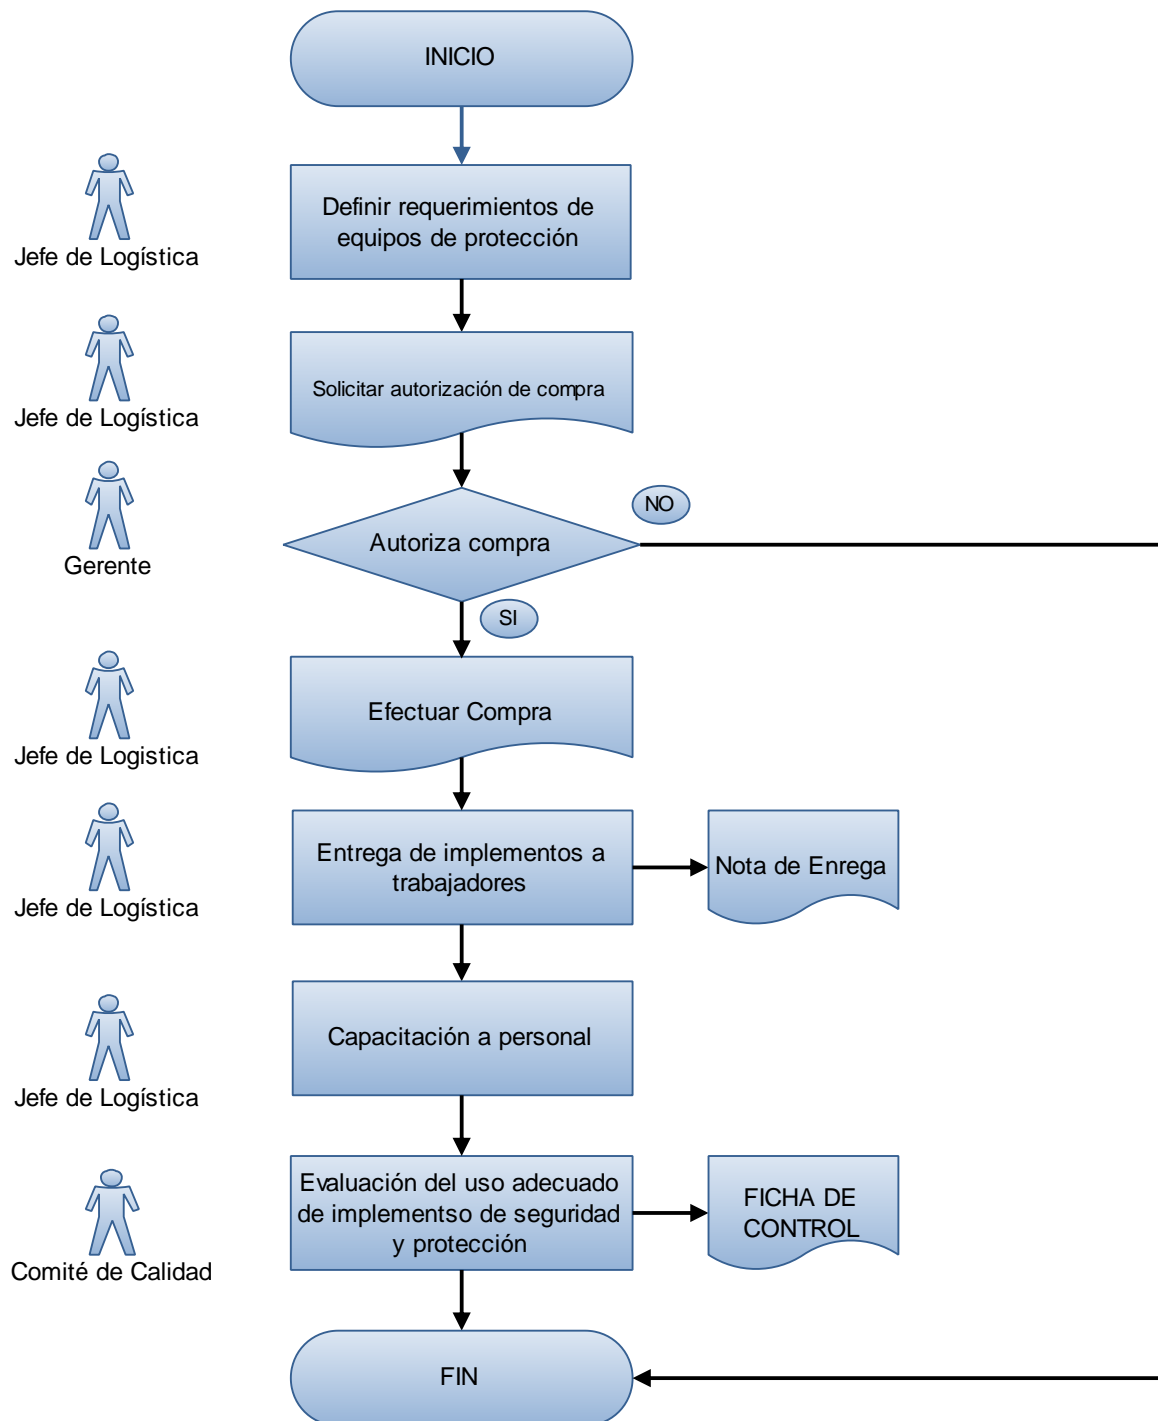 INICIO
Jefe de Logística
Definir requerimientos de
equipos de protección
Jefe de Logística
Solicitar autorización de compra
Gerente
Autoriza compra
NO
SI
Jefe de Logistica
Efectuar Compra
Jefe de Logística
Entrega de implementos a
trabajadores
Nota de Enrega
Jefe de Logística
Capacitación a personal
Comité de Calidad
Evaluación del uso adecuado
de implementso de seguridad
y protección
FICHA DE
CONTROL
FIN